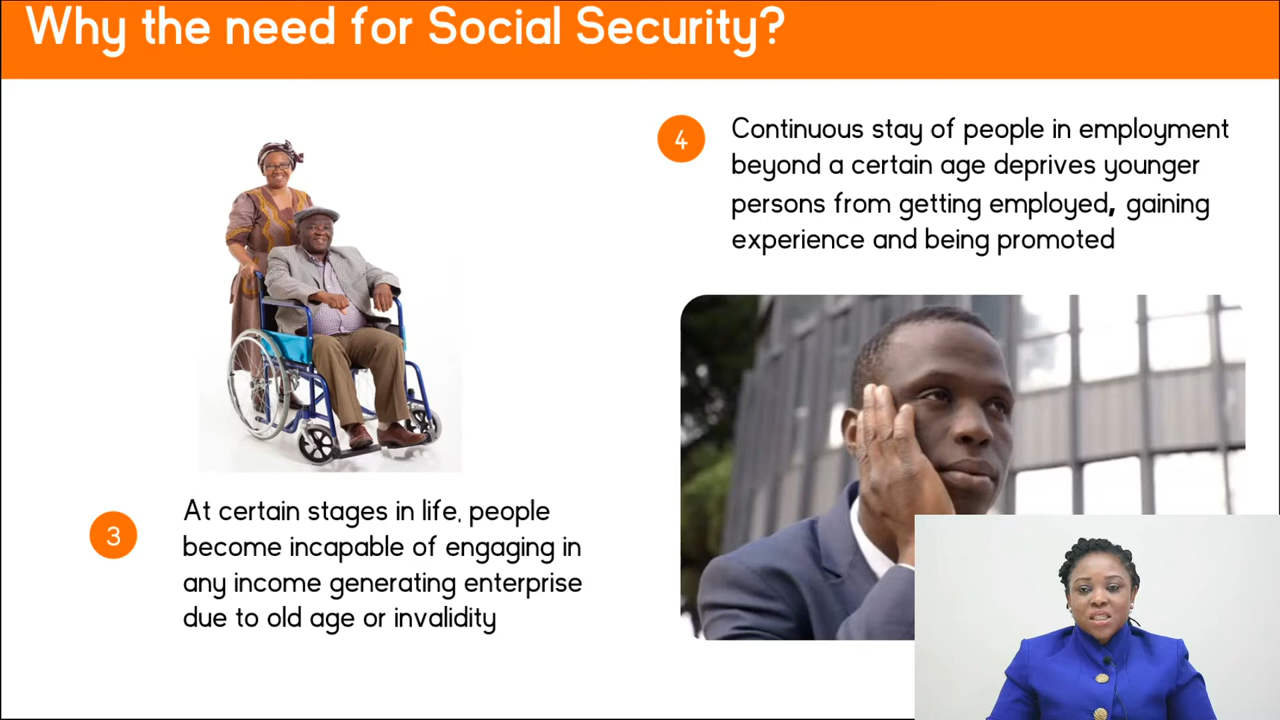 Why the need for Social Security?
3
At certain stages in life, people
become incapable of engaging in
any income generating enterprise
due to old age or invalidity
4
Continuous stay of people in employment
beyond a certain age deprives younger
persons from getting employed, gaining
experience and being promoted